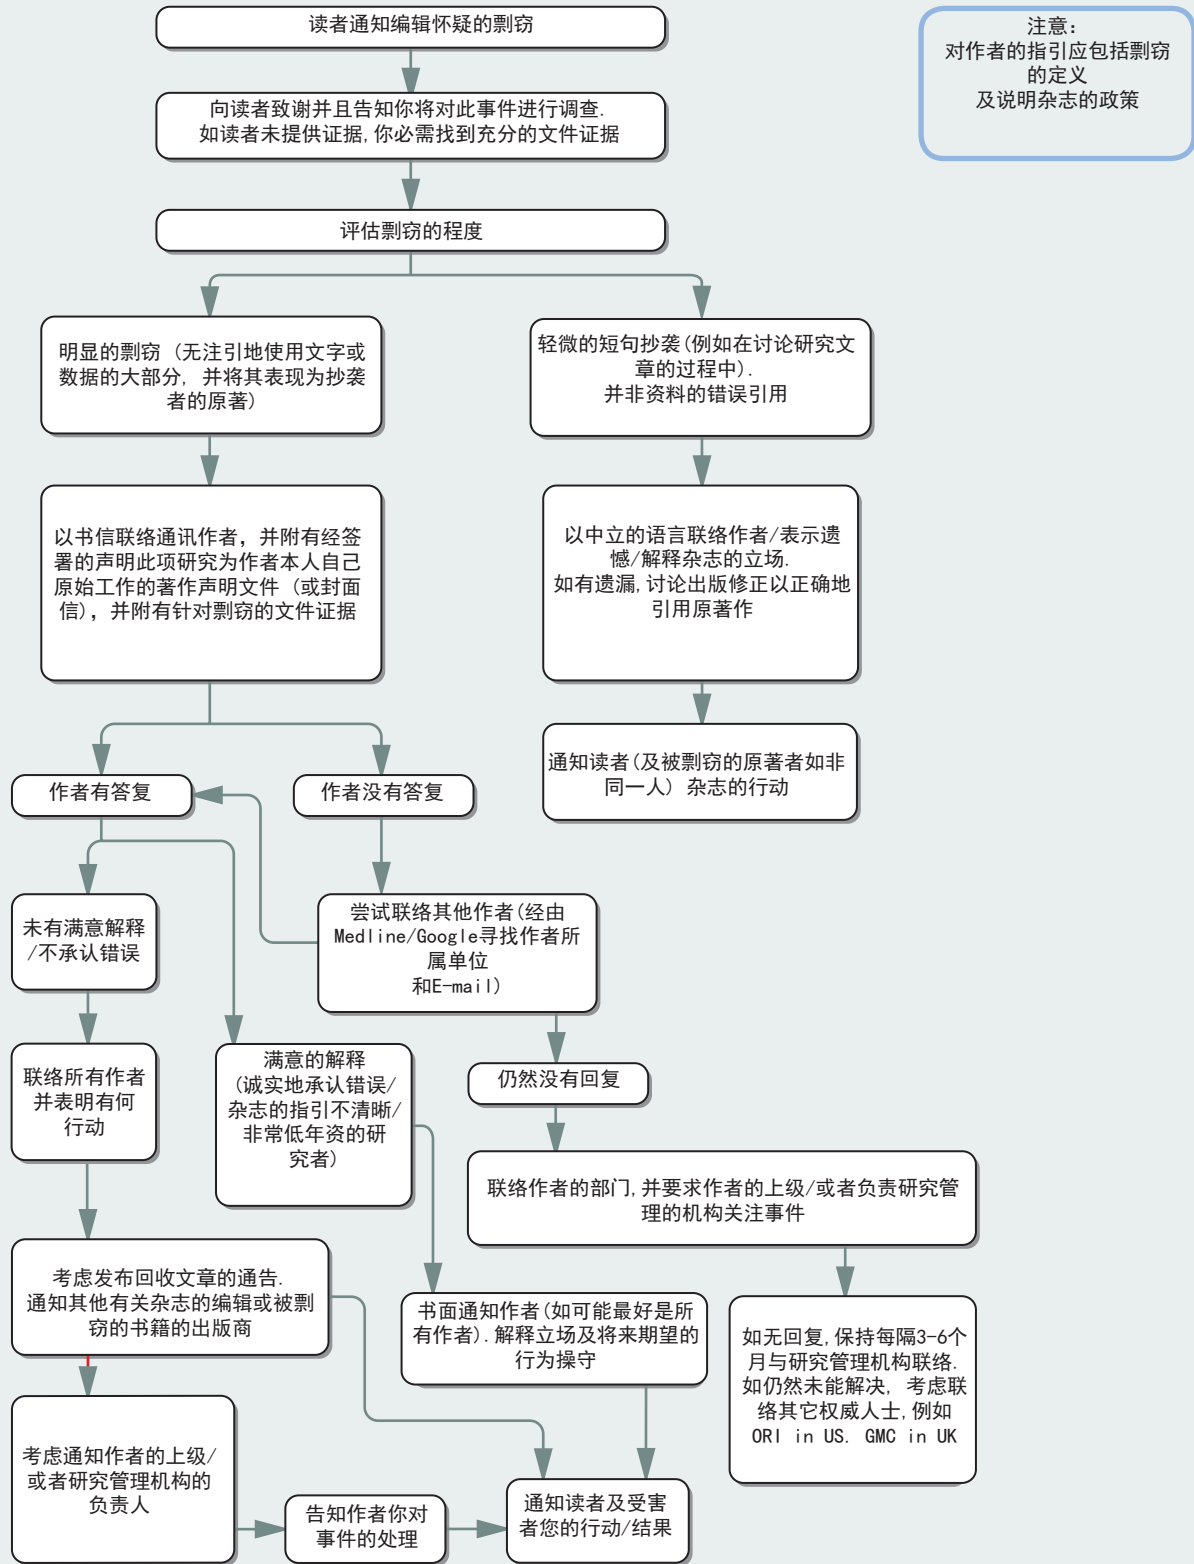 读者通知编辑怀疑的剽窃
注意:
对作者的指引应包括剽窃
的定义
及说明杂志的政策
向读者致谢并且告知你将对此事件进行调查.
如读者未提供证据,你必需找到充分的文件证据
评估剽窃的程度
明显的剽窃 (无注引地使用文字或
数据的大部分, 并将其表现为抄袭
者的原著)
轻微的短句抄袭(例如在讨论研究文
章的过程中).
并非资料的错误引用
以书信联络通讯作者, 并附有经签
署的声明此项研究为作者本人自己
原始工作的著作声明文件 (或封面
信), 并附有针对剽窃的文件证据
以中立的语言联络作者/表示遗
憾/解释杂志的立场.
如有遗漏,讨论出版修正以正确地
引用原著作
通知读者(及被剽窃的原著者如非
同一人) 杂志的行动
作者有答复
作者没有答复
未有满意解释
/不承认错误
尝试联络其他作者(经由
Medline/Google寻找作者所
属单位
和E-mail)
联络所有作者
并表明有何
行动
满意的解释
(诚实地承认错误/
杂志的指引不清晰/
非常低年资的研
究者)
仍然没有回复
联络作者的部门,并要求作者的上级/或者负责研究管
理的机构关注事件
考虑发布回收文章的通告.
通知其他有关杂志的编辑或被剽
窃的书籍的出版商
书面通知作者(如可能最好是所
有作者).解释立场及将来期望的
行为操守
如无回复,保持每隔3-6个
月与研究管理机构联络.
如仍然未能解决, 考虑联
络其它权威人士,例如
ORI in US. GMC in UK
考虑通知作者的上级/
或者研究管理机构的
负责人
告知作者你对
事件的处理
通知读者及受害
者您的行动/结果